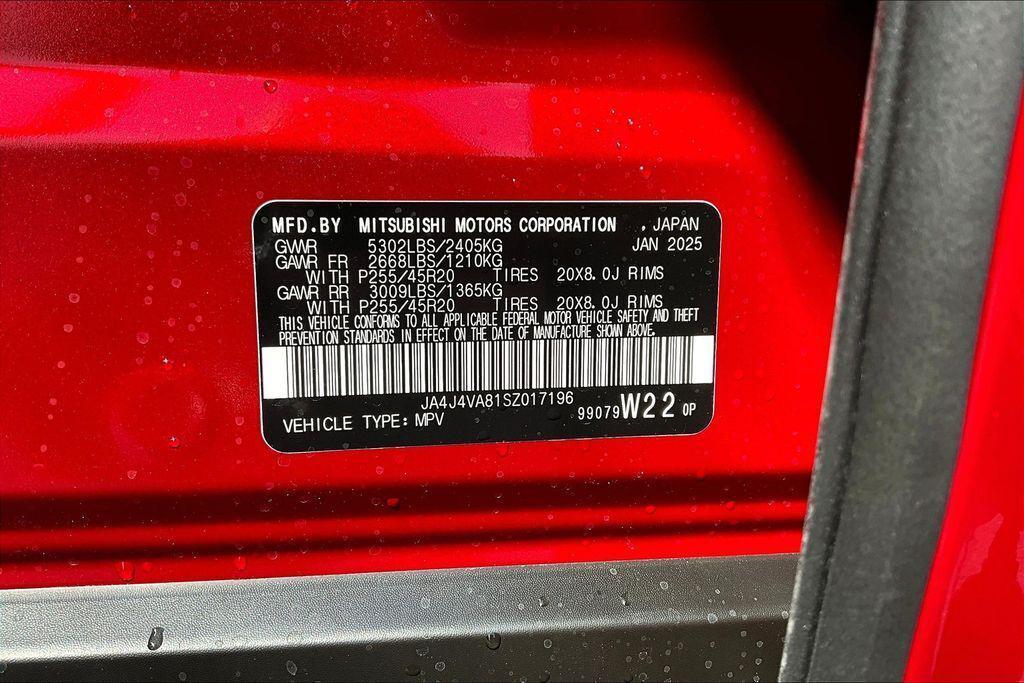 MFD.BY MITSUBISHI MOTORS CORPORATION , JAPAN
GWR 5302LBS/2405KG JAN 2025
GAWR FR 2668LBS/1210KG
WITH P255/45R20 TIRES 20X8.0J RIMS
GAWR RR 3009LBS/1365KG
WITH P255/45R20 TIRES 20X8.0J RIMS
THIS VEHICLE CONFORMS TO ALL APPLICABLE FEDERAL MOTOR VEHICLE SAFETY AND THEFT
PREVENTION STANDARDS IN EFFECT ON THE DATE OF MANUFACTURE SHOWN ABOVE.
JA4J4VA81SZ017196
VEHICLE TYPE: MPV 99079 W22 0P